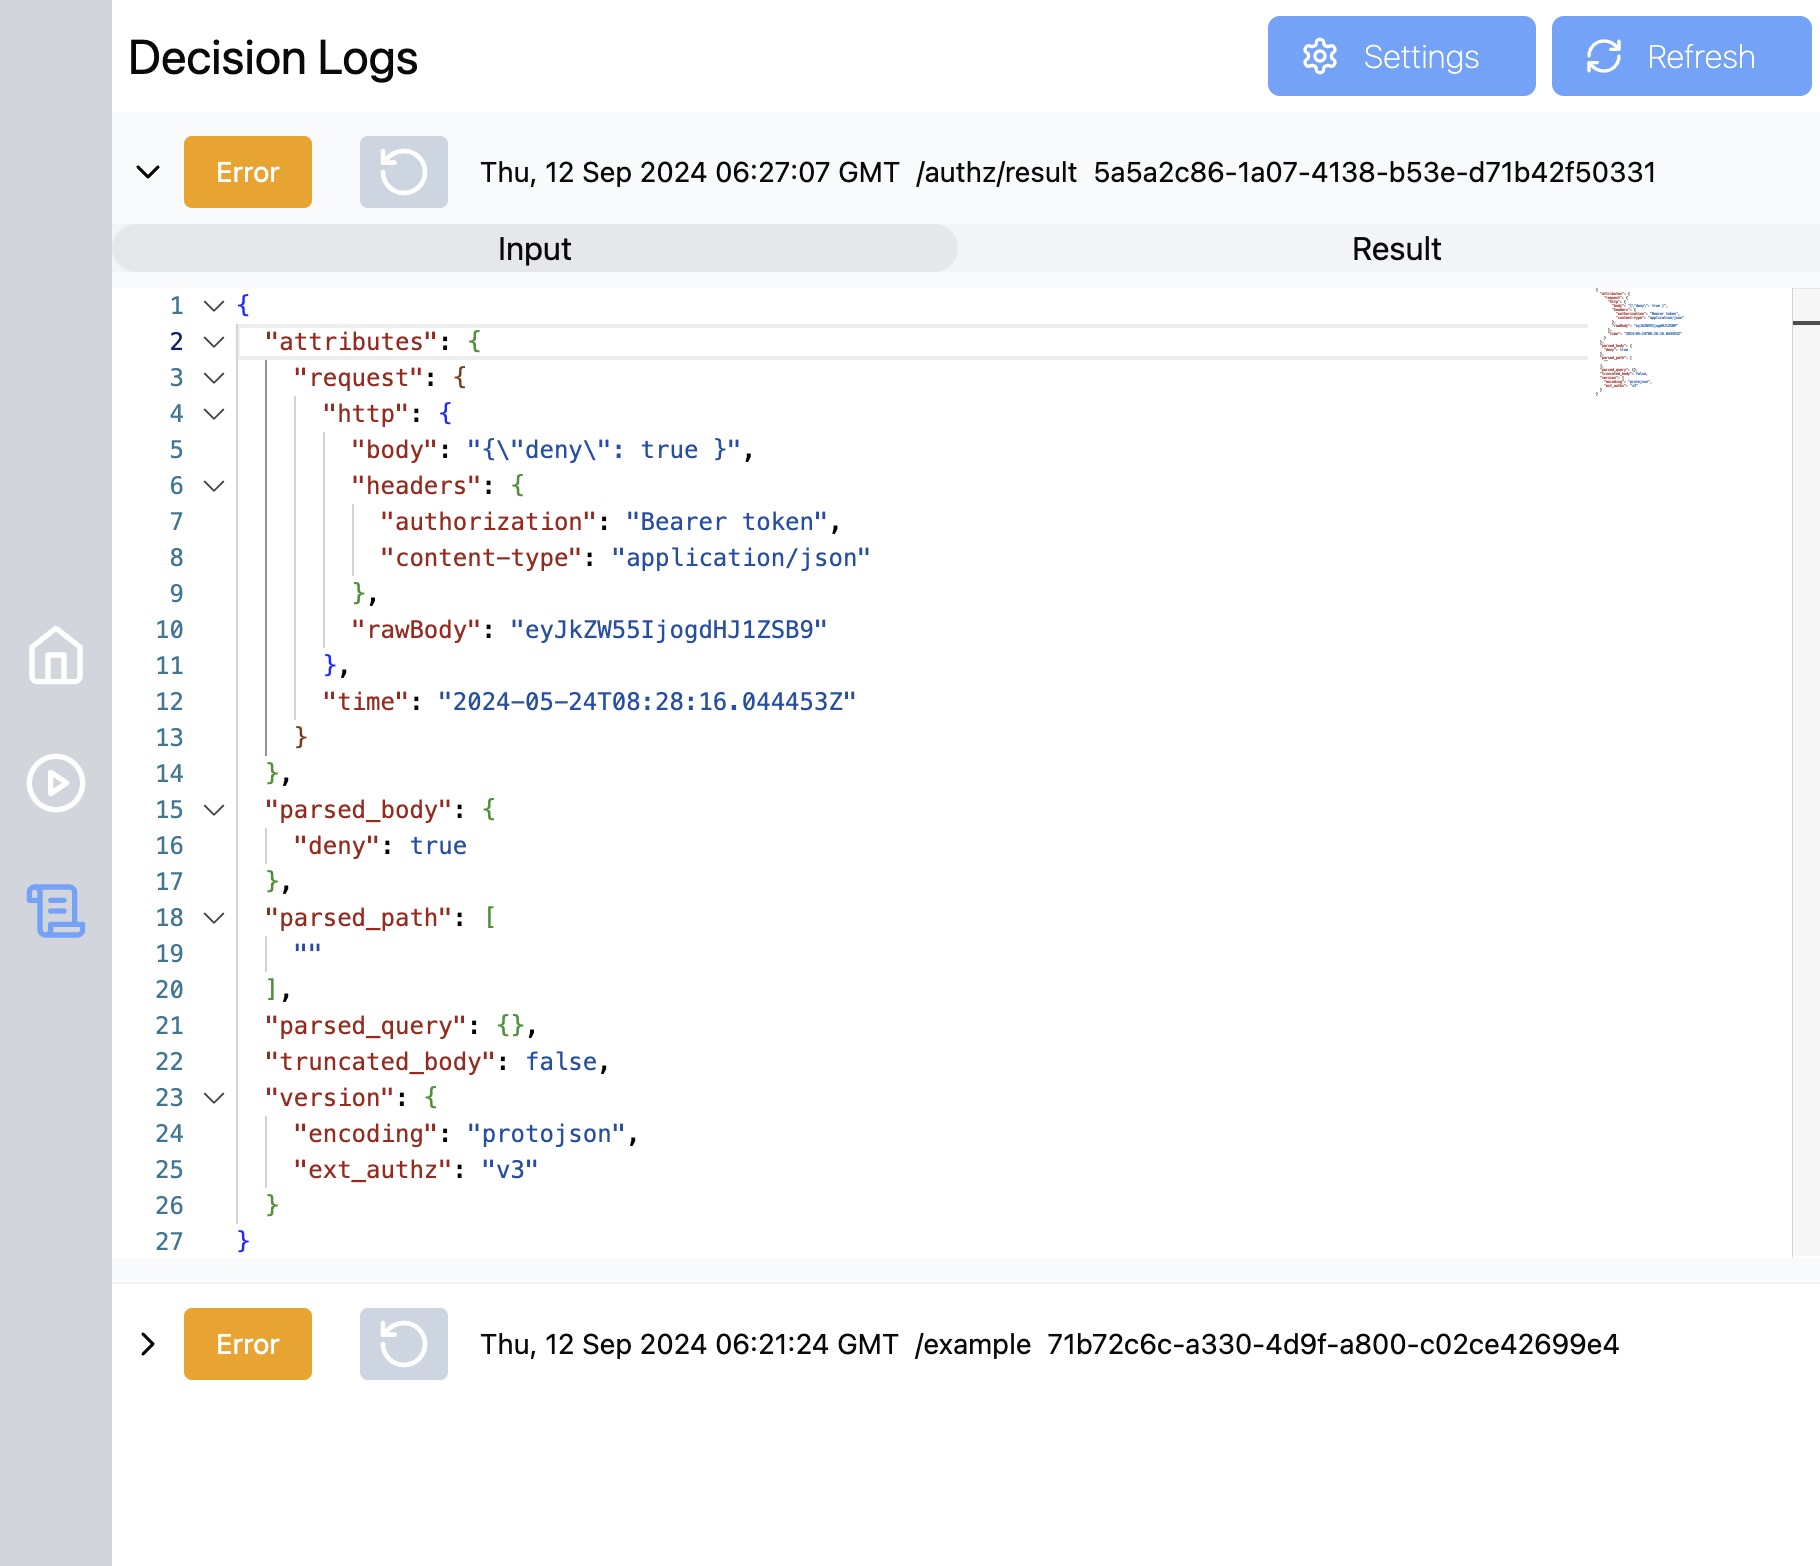 Decision Logs
Settings
Refresh
Error
Thu, 12 Sep 2024 06:27:07 GMT /authz/result 5a5a2c86-1a07-4138-b53e-d71b42f50331
Input
Result
1 {
2 "attributes": {
3 "request": {
4 "http": {
5 "body": "{\"deny\": true }",
6 "headers": {
7 "authorization": "Bearer token",
8 "content-type": "application/json"
9 },
10 "rawBody": "eyJkZW55IjogdHJ1ZSB9"
11 },
12 "time": "2024-05-24T08:28:16.044453Z"
13 }
14 },
15 "parsed_body": {
16 "deny": true
17 },
18 "parsed_path": [
19 ""
20 ],
21 "parsed_query": {},
22 "truncated_body": false,
23 "version": {
24 "encoding": "protojson",
25 "ext_authz": "v3"
26 }
27 }
Error
Thu, 12 Sep 2024 06:21:24 GMT /example 71b72c6c-a330-4d9f-a800-c02ce42699e4